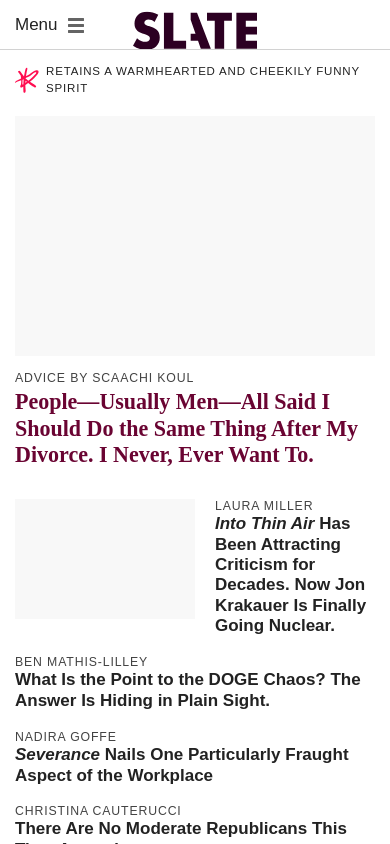 Menu
SLATE
RETAINS A WARMHEARTED AND CHEEKILY FUNNY
SPIRIT
ADVICE BY SCAACHI KOUL
People—Usually Men—All Said I
Should Do the Same Thing After My
Divorce. I Never, Ever Want To.
LAURA MILLER
Into Thin Air Has
Been Attracting
Criticism for
Decades. Now Jon
Krakauer Is Finally
Going Nuclear.
BEN MATHIS-LILLEY
What Is the Point to the DOGE Chaos? The
Answer Is Hiding in Plain Sight.
NADIRA GOFFE
Severance Nails One Particularly Fraught
Aspect of the Workplace
CHRISTINA CAUTERUCCI
There Are No Moderate Republicans This